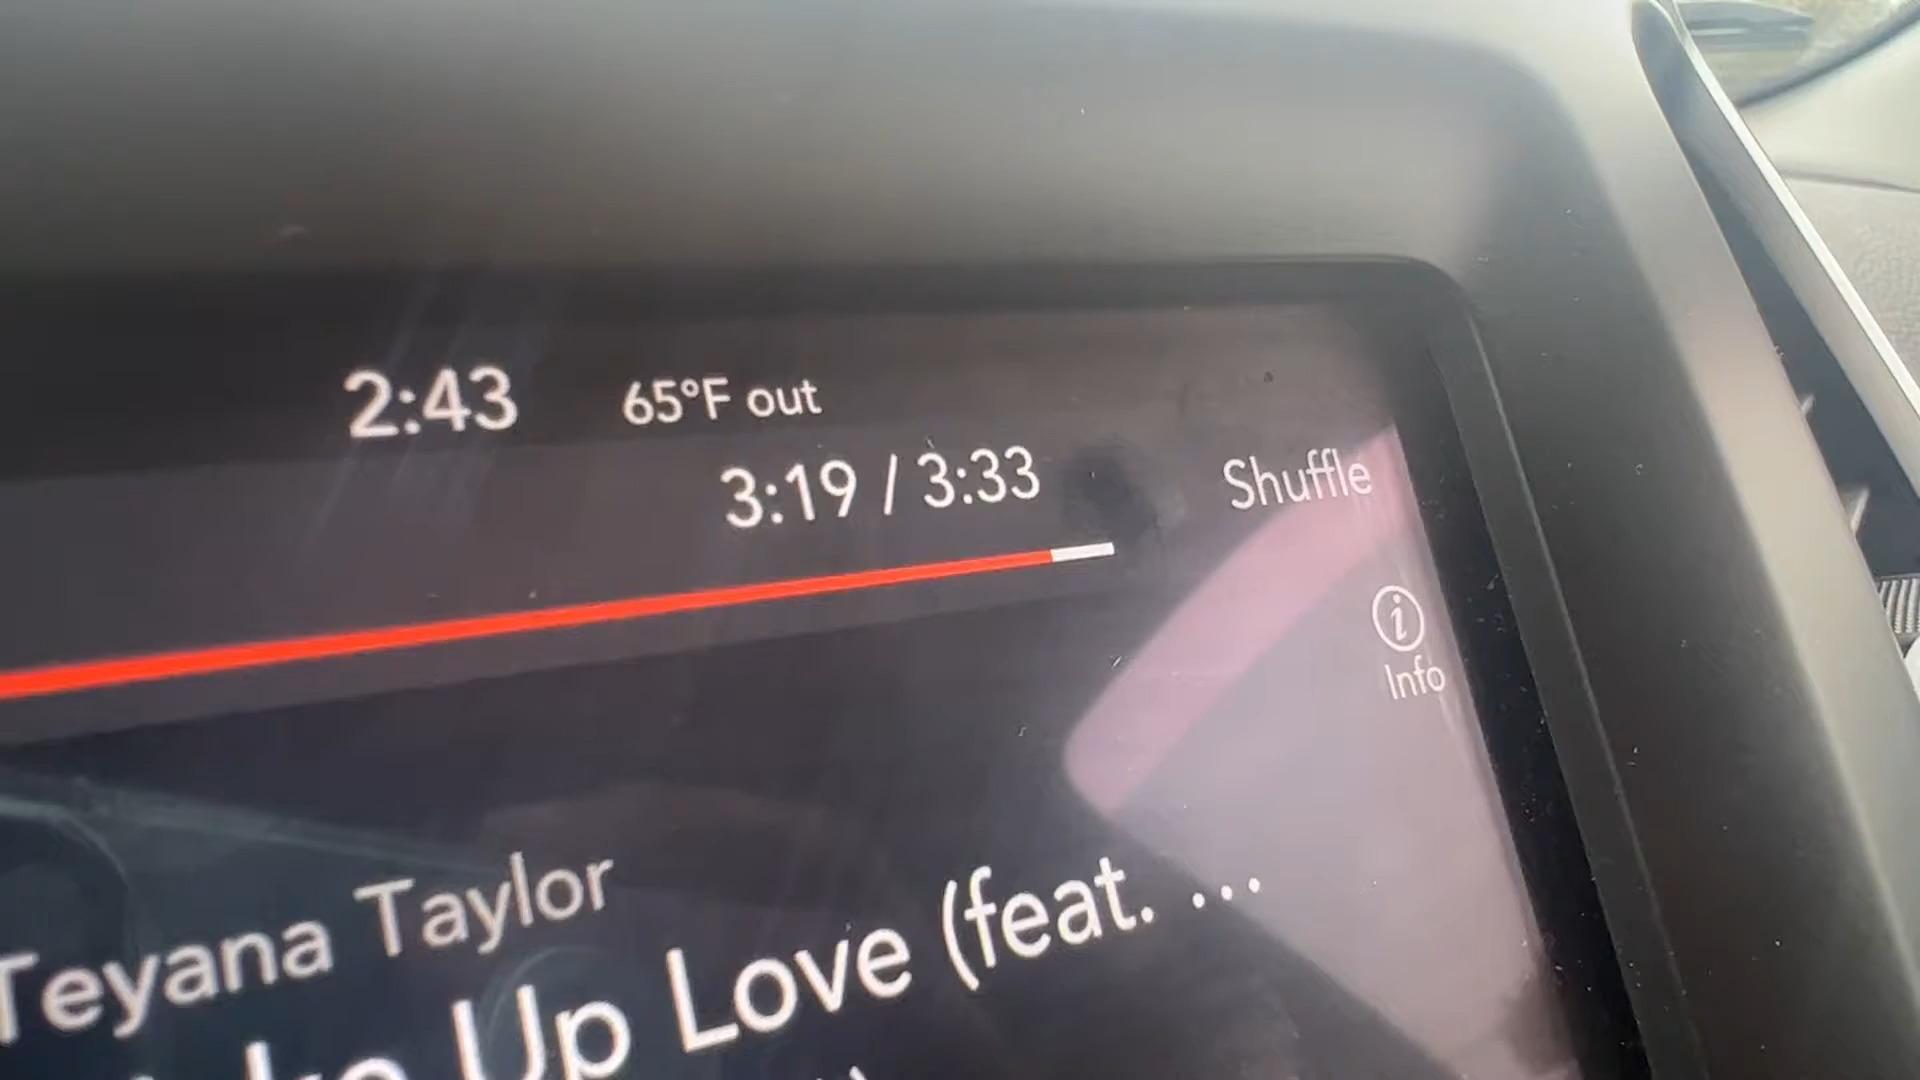 2:43 65°F out
3:19 / 3:33 Shuffle
Info
Teyana Taylor
Up Love (feat. ...